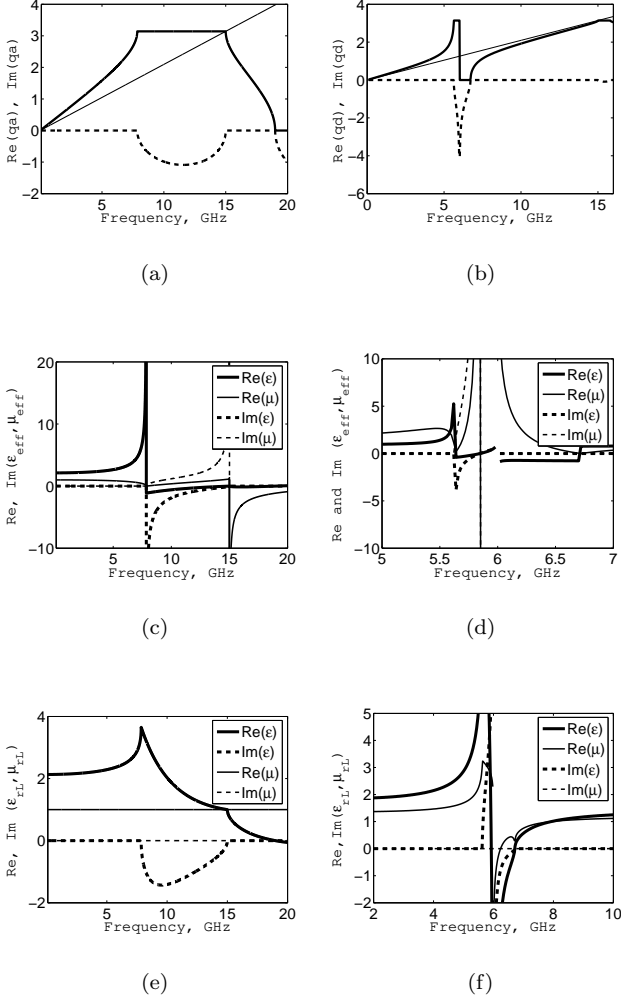 4
3
2
1
0
−1
−2
5
10
15
20
Re(qa), Im(qa)
Frequency, GHz
(a)
4
2
0
−2
−4
−6
0
5
10
15
Re(qd), Im(qd)
Frequency, GHz
(b)
20
10
0
−10
5
10
15
20
Re, Im(ε_eff,μ_eff)
Re(ε)
Re(μ)
Im(ε)
Im(μ)
Frequency, GHz
(c)
10
5
0
−5
−10
5
5.5
6
6.5
7
Re and Im (ε_eff,μ_eff)
Re(ε)
Re(μ)
Im(ε)
Im(μ)
Frequency, GHz
(d)
4
2
0
−2
5
10
15
20
Re, Im (ε_rL,μ_rL)
Re(ε)
Im(ε)
Re(μ)
Im(μ)
Frequency, GHz
(e)
5
4
3
2
1
0
−1
−2
2
4
6
8
10
Re,Im(ε_rL,μ_rL)
Re(ε)
Re(μ)
Im(ε)
Im(μ)
Frequency, GHz
(f)